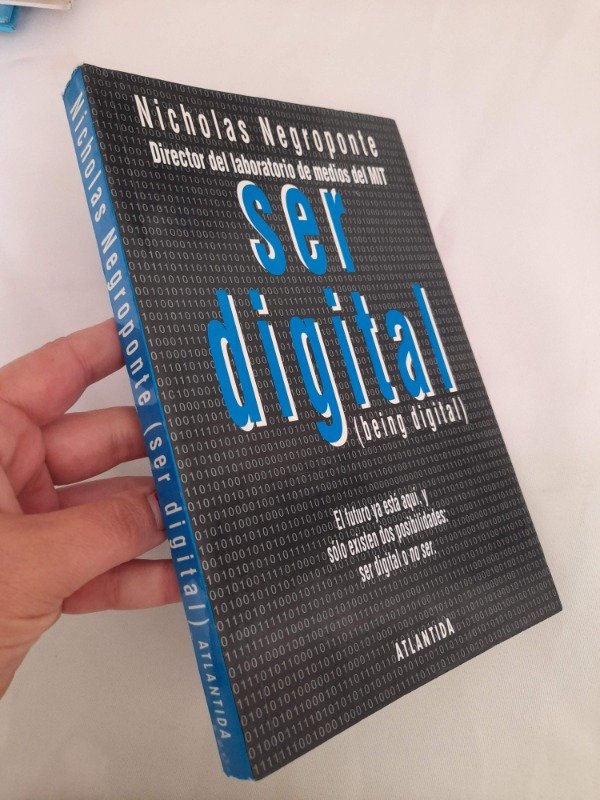 Nicholas Negroponte
Director del laboratorio de medios del MIT
ser
digital
(being digital)
El futuro ya está aquí, y
sólo existen dos posibilidades:
ser digital o no ser.
ATLANTIDA
Nicholas Negroponte (ser digital) ATLANTIDA